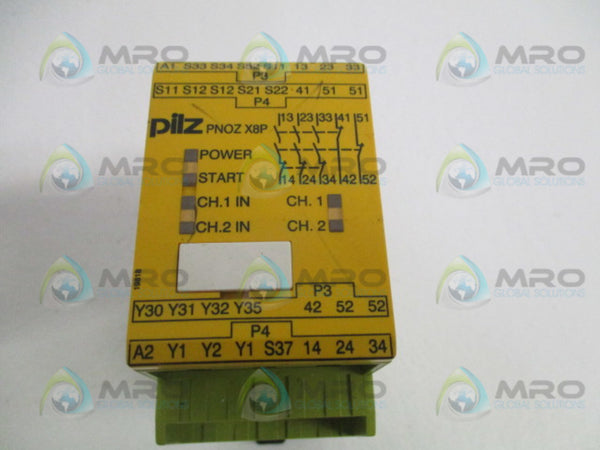 A1 S33 S34 S52 S11 13 23 33
P3
S11 S12 S12 S21 S22 41 51 51
P4
pilz PNOZ X8P
13 23 33 41 51
POWER
START
14 24 34 42 52
CH.1 IN CH. 1
CH.2 IN CH. 2
19818
P3
Y30 Y31 Y32 Y35 42 52 52
P4
A2 Y1 Y2 Y1 S37 14 24 34
MRO
GLOBAL SOLUTIONS